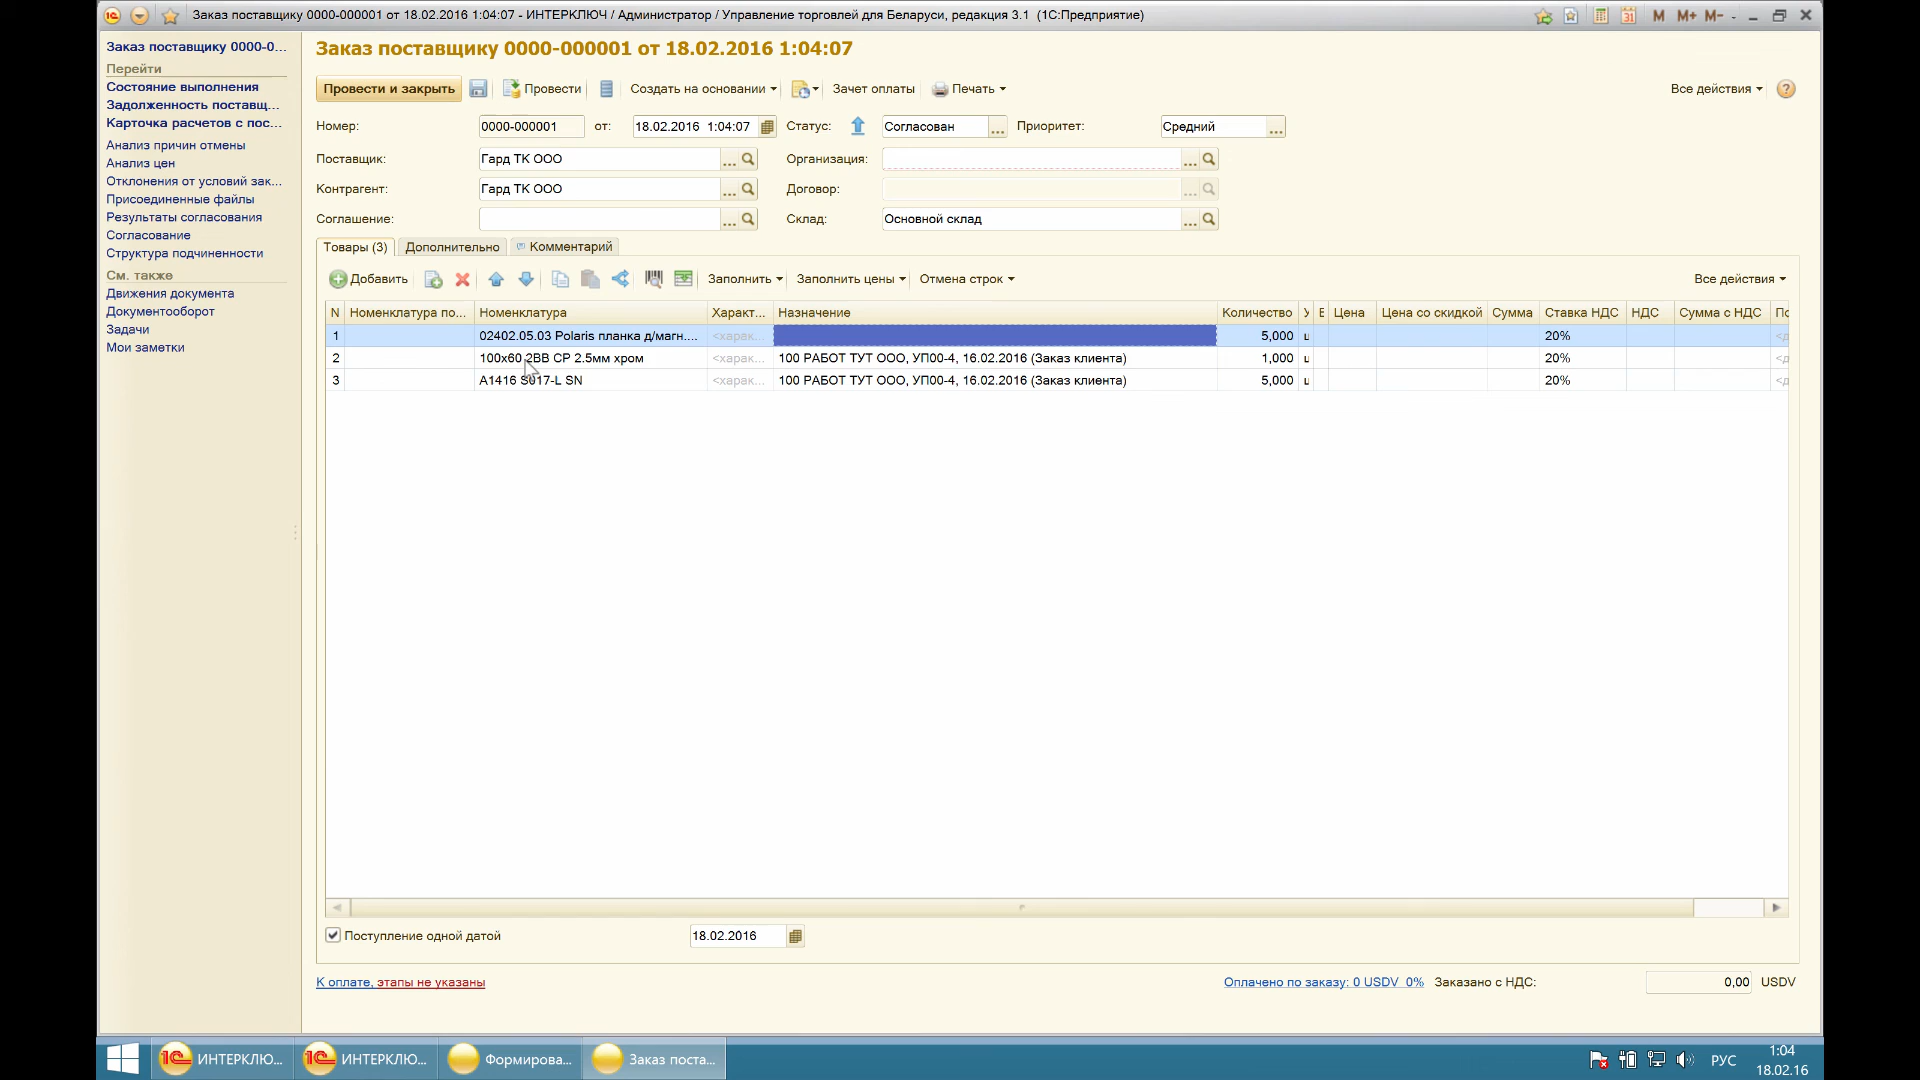 Заказ поставщику 0000-000001 от 18.02.2016 1:04:07 - ИНТЕРКЛЮЧ / Администратор / Управление торговлей для Беларуси, редакция 3.1 (1С:Предприятие)
M M+ M-
Заказ поставщику 0000-0...
Перейти
Состояние выполнения
Задолженность поставщ...
Карточка расчетов с пос...
Анализ причин отмены
Анализ цен
Отклонения от условий зак...
Присоединенные файлы
Результаты согласования
Согласование
Структура подчиненности
См. также
Движения документа
Документооборот
Задачи
Мои заметки
Заказ поставщику 0000-000001 от 18.02.2016 1:04:07
Провести и закрыть Провести Создать на основании Зачет оплаты Печать Все действия ?
Номер: 0000-000001 от: 18.02.2016 1:04:07 Статус: Согласован ... Приоритет: Средний ...
Поставщик: Гард ТК ООО ... Организация: ...
Контрагент: Гард ТК ООО ... Договор: ...
Соглашение: ... Склад: Основной склад ...
Товары (3) Дополнительно Комментарий
Добавить Заполнить Заполнить цены Отмена строк Все действия
N Номенклатура по... Номенклатура Характ... Назначение Количество У Е Цена Цена со скидкой Сумма Ставка НДС НДС Сумма с НДС Пс
1 02402.05.03 Polaris планка д/магн.... <харак... 5,000 ц 20% <д
2 100x60 2BB CP 2.5мм хром <харак... 100 РАБОТ ТУТ ООО, УП00-4, 16.02.2016 (Заказ клиента) 1,000 ц 20% <д
3 A1416 S017-L SN <харак... 100 РАБОТ ТУТ ООО, УП00-4, 16.02.2016 (Заказ клиента) 5,000 ц 20% <д
Поступление одной датой 18.02.2016
К оплате, этапы не указаны Оплачено по заказу: 0 USDV 0% Заказано с НДС: 0,00 USDV
ИНТЕРКЛЮ... ИНТЕРКЛЮ... Формирова... Заказ поста... РУС 1:04
18.02.16